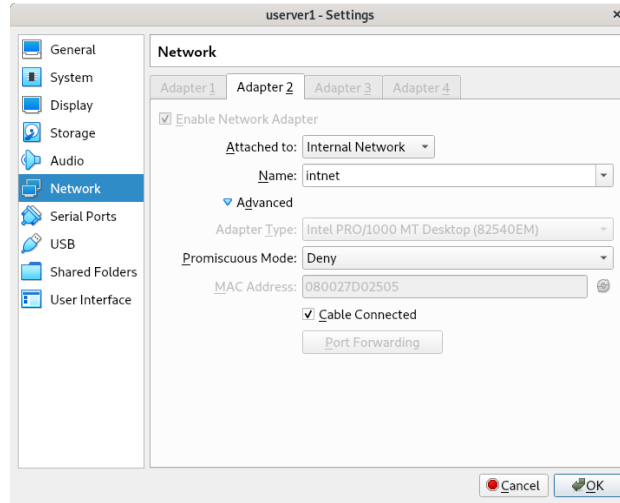 userver1 - Settings
General
System
Display
Storage
Audio
Network
Serial Ports
USB
Shared Folders
User Interface
Network
Adapter 1 Adapter 2 Adapter 3 Adapter 4
Enable Network Adapter
Attached to: Internal Network
Name: intnet
Advanced
Adapter Type: Intel PRO/1000 MT Desktop (82540EM)
Promiscuous Mode: Deny
MAC Address: 080027D02505
Cable Connected
Port Forwarding
Cancel OK